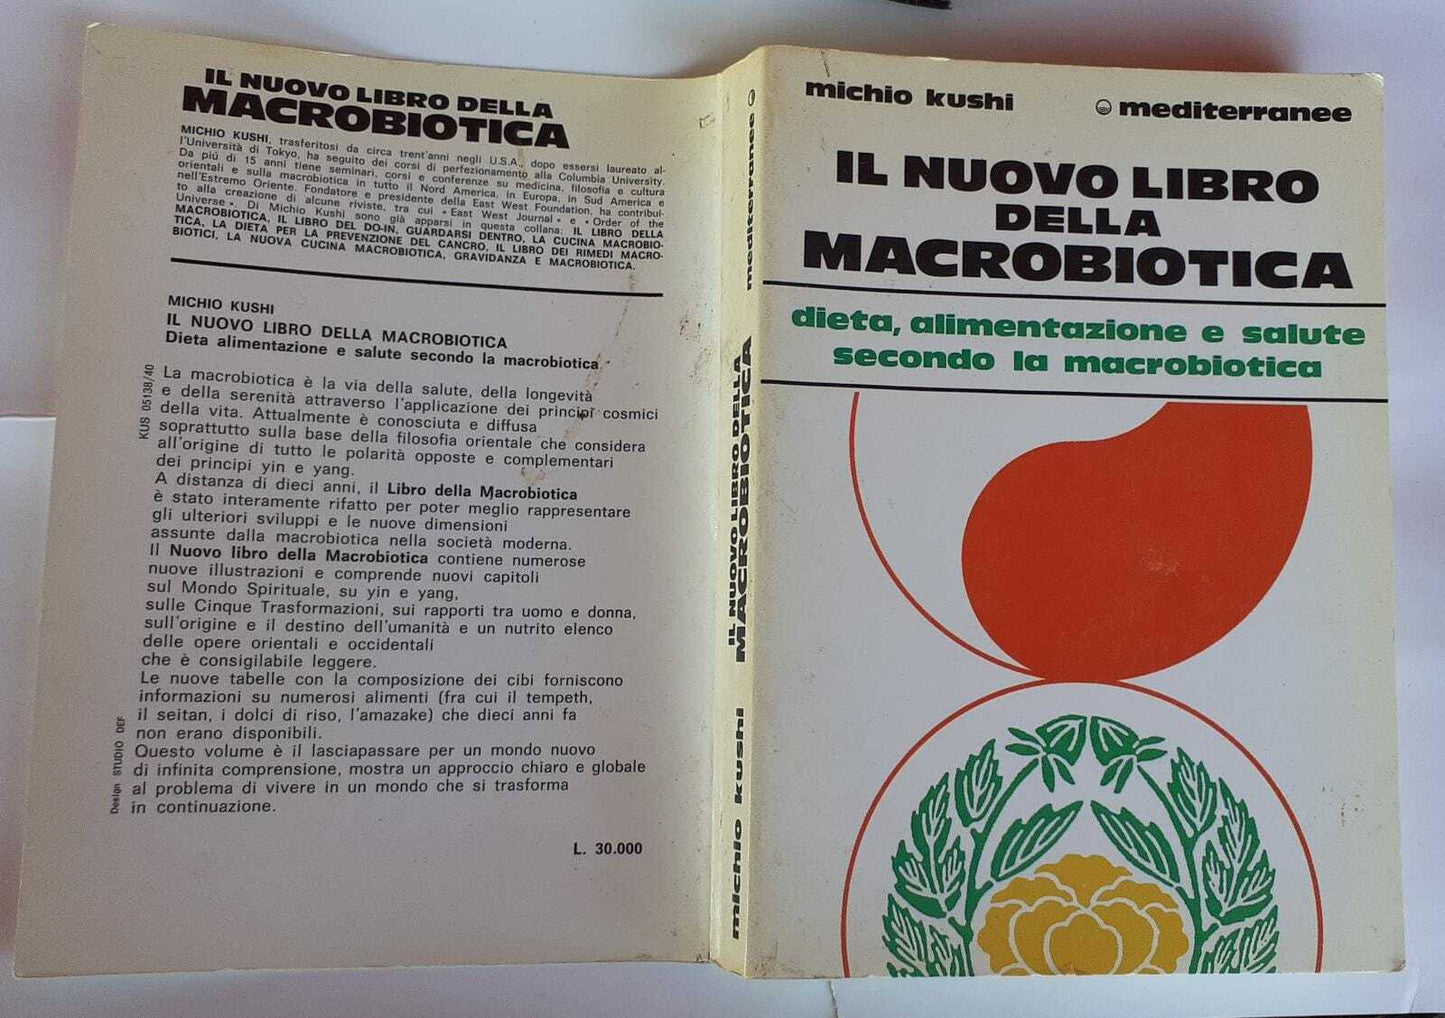 IL NUOVO LIBRO DELLA
MACROBIOTICA
MICHIO KUSHI, trasferitosi da circa trent'anni negli U.S.A., dopo essersi laureato al-
l'Università di Tokyo, ha seguito dei corsi di perfezionamento alla Columbia University.
Da piú di 15 anni tiene seminari, corsi e conferenze su medicina, filosofia e cultura
orientali e sulla macrobiotica in tutto il Nord America, in Europa, in Sud America e
nell'Estremo Oriente. Fondatore e presidente della East West Foundation, ha contribui-
to alla creazione di alcune riviste, tra cui « East West Journal » e « Order of the
Universe ». Di Michio Kushi sono già apparsi in questa collana: IL LIBRO DELLA
MACROBIOTICA, IL LIBRO DEL DO-IN, GUARDARSI DENTRO, LA CUCINA MACROBIO-
TICA, LA DIETA PER LA PREVENZIONE DEL CANCRO, IL LIBRO DEI RIMEDI MACRO-
BIOTICI, LA NUOVA CUCINA MACROBIOTICA, GRAVIDANZA E MACROBIOTICA.
MICHIO KUSHI
IL NUOVO LIBRO DELLA MACROBIOTICA
Dieta alimentazione e salute secondo la macrobiotica
La macrobiotica è la via della salute, della longevità
e della serenità attraverso l'applicazione dei principî cosmici
della vita. Attualmente è conosciuta e diffusa
soprattutto sulla base della filosofia orientale che considera
all'origine di tutto le polarità opposte e complementari
dei principi yin e yang.
A distanza di dieci anni, il Libro della Macrobiotica
è stato interamente rifatto per poter meglio rappresentare
gli ulteriori sviluppi e le nuove dimensioni
assunte dalla macrobiotica nella società moderna.
Il Nuovo libro della Macrobiotica contiene numerose
nuove illustrazioni e comprende nuovi capitoli
sul Mondo Spirituale, su yin e yang,
sulle Cinque Trasformazioni, sui rapporti tra uomo e donna,
sull'origine e il destino dell'umanità e un nutrito elenco
delle opere orientali e occidentali
che è consigilabile leggere.
Le nuove tabelle con la composizione dei cibi forniscono
informazioni su numerosi alimenti (fra cui il tempeth,
il seitan, i dolci di riso, l'amazake) che dieci anni fa
non erano disponibili.
Questo volume è il lasciapassare per un mondo nuovo
di infinita comprensione, mostra un approccio chiaro e globale
al problema di vivere in un mondo che si trasforma
in continuazione.
L. 30.000
KUS 05138/40
Design STUDIO DEF
michio kushi
IL NUOVO LIBRO DELLA
MACROBIOTICA
mediterranee
michio kushi
mediterranee
IL NUOVO LIBRO
DELLA
MACROBIOTICA
dieta, alimentazione e salute
secondo la macrobiotica